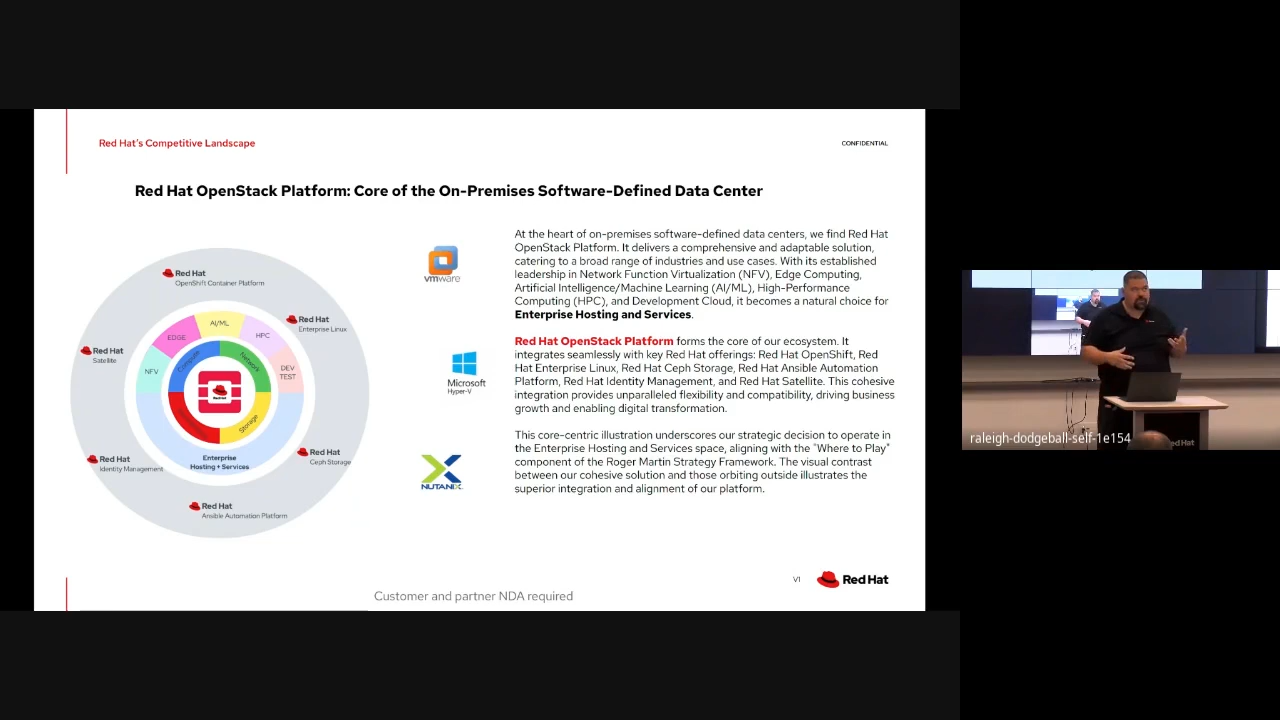 Red Hat's Competitive Landscape
CONFIDENTIAL
Red Hat OpenStack Platform: Core of the On-Premises Software-Defined Data Center
Red Hat
OpenShift Container Platform
Red Hat
Enterprise Linux
Red Hat
Satellite
Red Hat
Identity Management
Red Hat
Ceph Storage
Red Hat
Ansible Automation Platform
NFV
EDGE
AI/ML
HPC
DEV
TEST
Compute
Network
Storage
Red Hat
Enterprise
Hosting + Services
vmware
Microsoft
Hyper-V
NUTANIX
At the heart of on-premises software-defined data centers, we find Red Hat
OpenStack Platform. It delivers a comprehensive and adaptable solution,
catering to a broad range of industries and use cases. With its established
leadership in Network Function Virtualization (NFV), Edge Computing,
Artificial Intelligence/Machine Learning (AI/ML), High-Performance
Computing (HPC), and Development Cloud, it becomes a natural choice for
Enterprise Hosting and Services.
Red Hat OpenStack Platform forms the core of our ecosystem. It
integrates seamlessly with key Red Hat offerings: Red Hat OpenShift, Red
Hat Enterprise Linux, Red Hat Ceph Storage, Red Hat Ansible Automation
Platform, Red Hat Identity Management, and Red Hat Satellite. This cohesive
integration provides unparalleled flexibility and compatibility, driving business
growth and enabling digital transformation.
This core-centric illustration underscores our strategic decision to operate in
the Enterprise Hosting and Services space, aligning with the "Where to Play"
component of the Roger Martin Strategy Framework. The visual contrast
between our cohesive solution and those orbiting outside illustrates the
superior integration and alignment of our platform.
V1
Red Hat
Customer and partner NDA required
raleigh-dodgeball-self-1e154
Red Hat